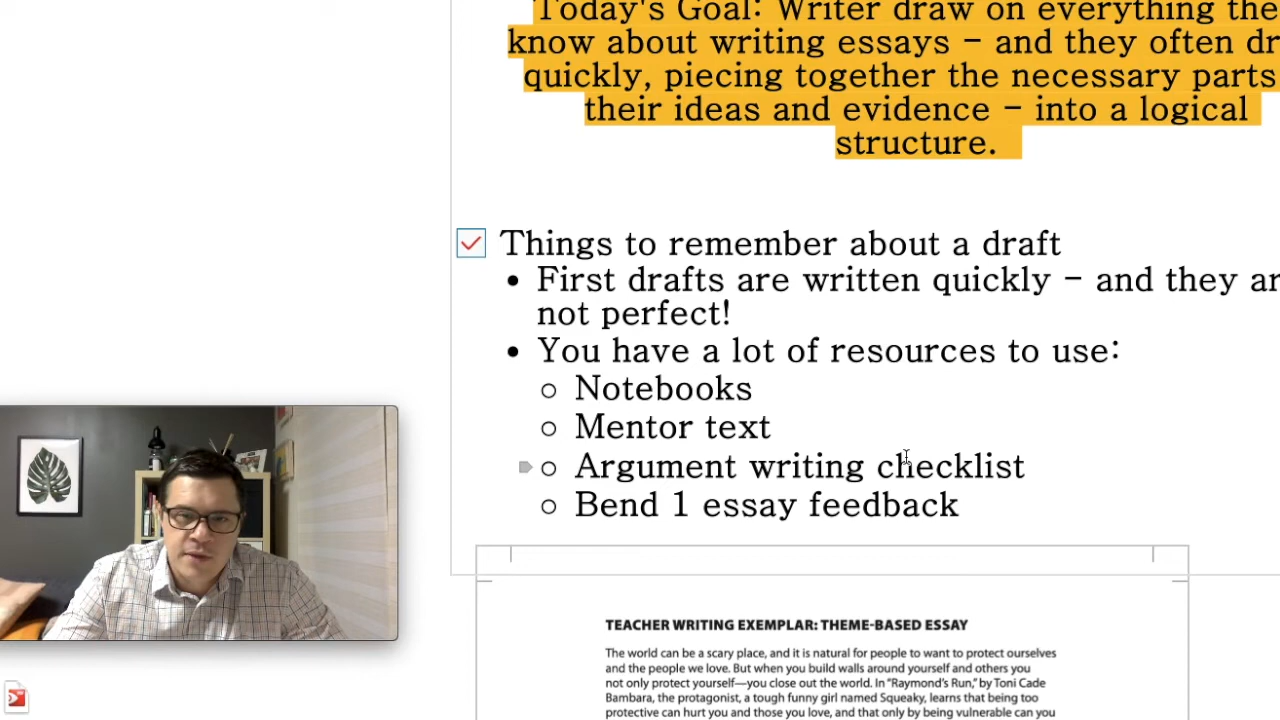 Today's Goal: Writer draw on everything the
know about writing essays – and they often dr
quickly, piecing together the necessary parts
their ideas and evidence – into a logical
structure.
Things to remember about a draft
• First drafts are written quickly – and they ar
not perfect!
• You have a lot of resources to use:
○ Notebooks
○ Mentor text
○ Argument writing checklist
○ Bend 1 essay feedback
TEACHER WRITING EXEMPLAR: THEME-BASED ESSAY
The world can be a scary place, and it is natural for people to want to protect ourselves
and the people we love. But when you build walls around yourself and others you
not only protect yourself—you close out the world. In "Raymond's Run," by Toni Cade
Bambara, the protagonist, a tough funny girl named Squeaky, learns that being too
protective can hurt you and those you love, and that only by being vulnerable can you